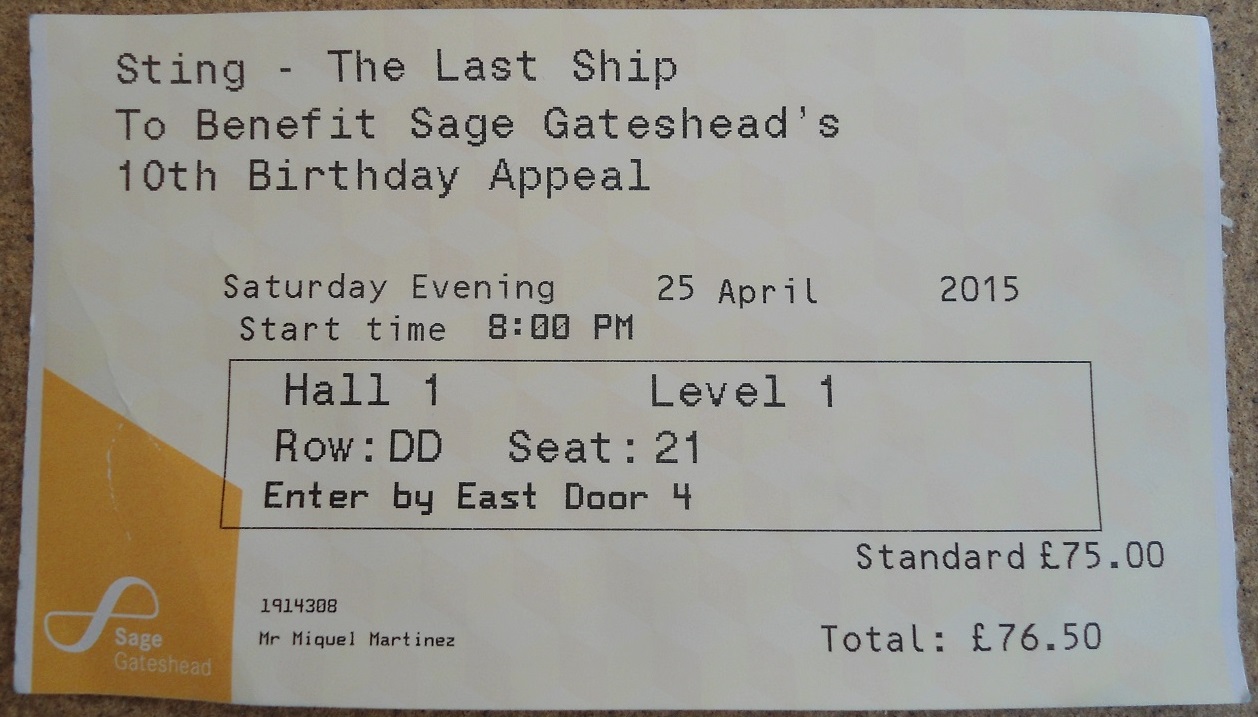 Sting - The Last Ship
To Benefit Sage Gateshead's
10th Birthday Appeal
Saturday Evening 25 April 2015
Start time 8:00 PM
Hall 1 Level 1
Row: DD Seat: 21
Enter by East Door 4
Standard £75.00
1914308
Mr Miquel Martinez
Total: £76.50
Sage
Gateshead